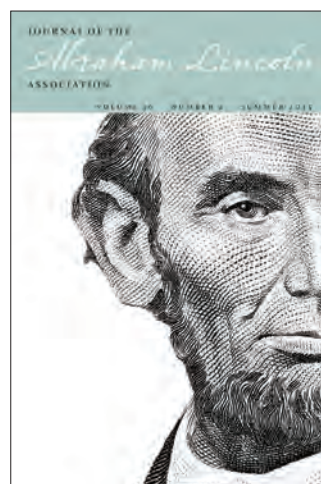 JOURNAL OF THE
Abraham Lincoln
ASSOCIATION
VOLUME NUMBER SUMMER